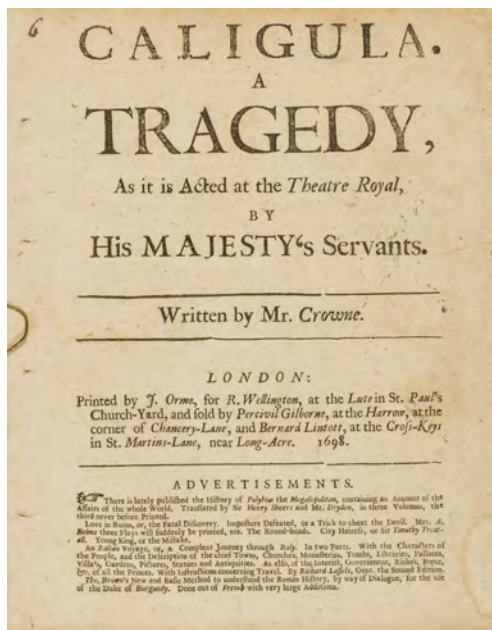 6
CALIGULA.
A
TRAGEDY,
As it is Acted at the Theatre Royal,
BY
His MAJESTY's Servants.
Written by Mr. Crowne.
LONDON:
Printed by J. Orme, for R. Wellington, at the Lute in St. Paul's
Church-Yard, and sold by Percivil Gilborne, at the Harrow, at the
corner of Chancery-Lane, and Bernard Lintott, at the Cross-Keys
in St. Martins-Lane, near Long-Acre. 1698.
ADVERTISEMENTS.
There is lately published the History of Polybius the Megalopolitan, containing an Account of the
Affairs of the whole World. Translated by Sir Henry Sheers and Mr. Dryden, in three Volumes, the
third never before Printed.
Love in Ruins, or, the Fatal Discovery. Imposture Defeated, or a Trick to cheat the Devil. Mrs. A.
Behns three Plays will suddenly be printed, viz. The Round-heads. City Heiress, or Sir Timothy Treat-
all. Young King, or the Mistake.
An Italian Voyage, or, a Compleat Journey through Italy. In two Parts. With the Characters of
the People, and the Description of the chief Towns, Churches, Monasteries, Tombs, Libraries, Pallaces,
Villa's, Gardens, Pictures, Statues and Antiquities. As also, of the Interest, Government, Riches, Force,
&c. of all the Princes. With Instructions concerning Travel. By Richard Lassels, Gent. the Second Edition.
Tho. Brown's New and Easie Method to understand the Roman History, by way of Dialogue, for the use
of the Duke of Burgundy. Done out of French with very large Additions.